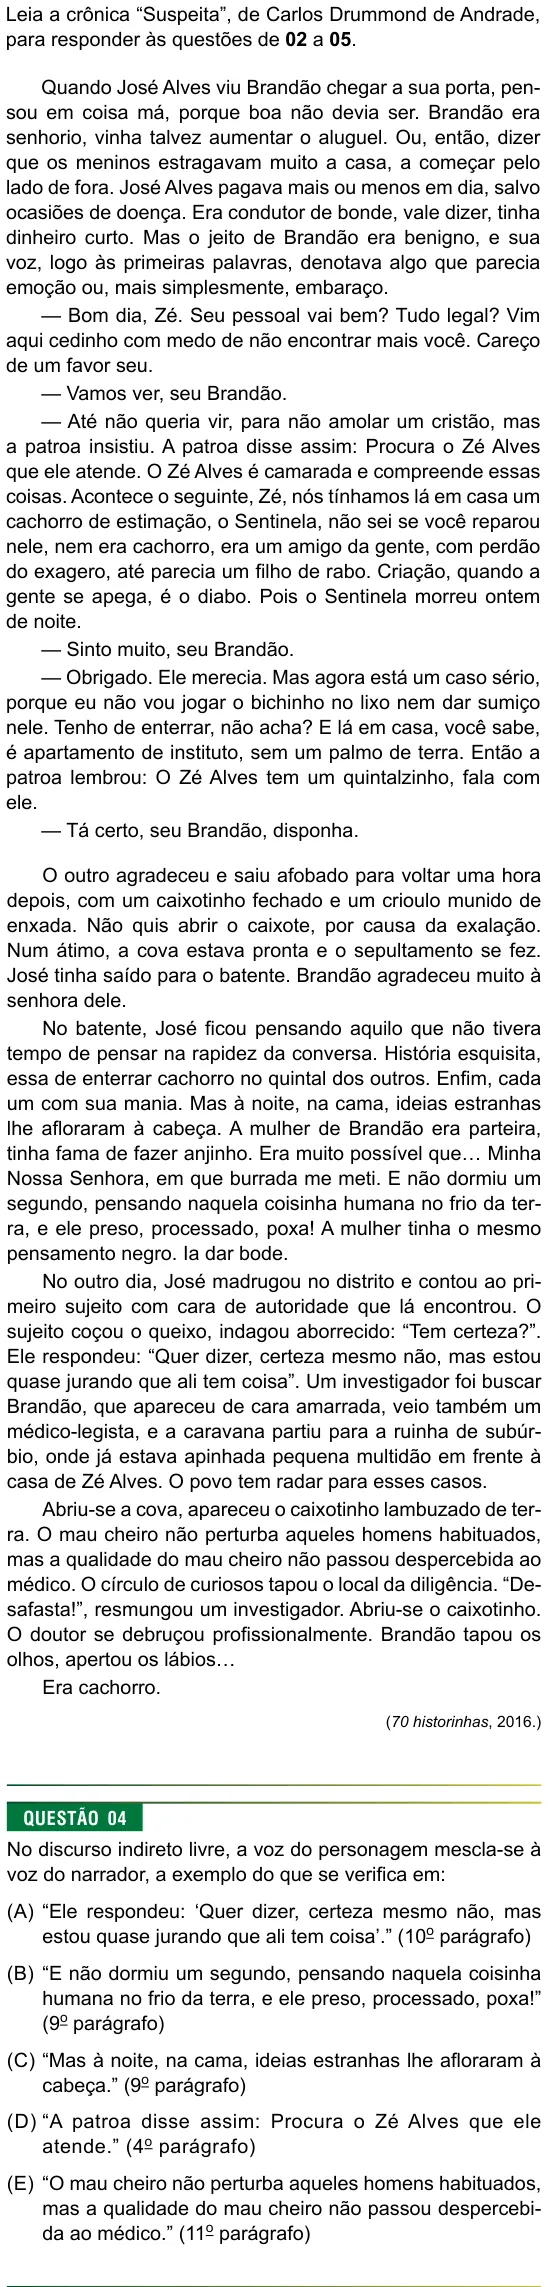 Leia a crônica “Suspeita”, de Carlos Drummond de Andrade,
para responder às questões de 02 a 05.
Quando José Alves viu Brandão chegar a sua porta, pen-
sou em coisa má, porque boa não devia ser. Brandão era
senhorio, vinha talvez aumentar o aluguel. Ou, então, dizer
que os meninos estragavam muito a casa, a começar pelo
lado de fora. José Alves pagava mais ou menos em dia, salvo
ocasiões de doença. Era condutor de bonde, vale dizer, tinha
dinheiro curto. Mas o jeito de Brandão era benigno, e sua
voz, logo às primeiras palavras, denotava algo que parecia
emoção ou, mais simplesmente, embaraço.
— Bom dia, Zé. Seu pessoal vai bem? Tudo legal? Vim
aqui cedinho com medo de não encontrar mais você. Careço
de um favor seu.
— Vamos ver, seu Brandão.
— Até não queria vir, para não amolar um cristão, mas
a patroa insistiu. A patroa disse assim: Procura o Zé Alves
que ele atende. O Zé Alves é camarada e compreende essas
coisas. Acontece o seguinte, Zé, nós tínhamos lá em casa um
cachorro de estimação, o Sentinela, não sei se você reparou
nele, nem era cachorro, era um amigo da gente, com perdão
do exagero, até parecia um filho de rabo. Criação, quando a
gente se apega, é o diabo. Pois o Sentinela morreu ontem
de noite.
— Sinto muito, seu Brandão.
— Obrigado. Ele merecia. Mas agora está um caso sério,
porque eu não vou jogar o bichinho no lixo nem dar sumiço
nele. Tenho de enterrar, não acha? E lá em casa, você sabe,
é apartamento de instituto, sem um palmo de terra. Então a
patroa lembrou: O Zé Alves tem um quintalzinho, fala com
ele.
— Tá certo, seu Brandão, disponha.
O outro agradeceu e saiu afobado para voltar uma hora
depois, com um caixotinho fechado e um crioulo munido de
enxada. Não quis abrir o caixote, por causa da exalação.
Num átimo, a cova estava pronta e o sepultamento se fez.
José tinha saído para o batente. Brandão agradeceu muito à
senhora dele.
No batente, José ficou pensando aquilo que não tivera
tempo de pensar na rapidez da conversa. História esquisita,
essa de enterrar cachorro no quintal dos outros. Enfim, cada
um com sua mania. Mas à noite, na cama, ideias estranhas
lhe afloraram à cabeça. A mulher de Brandão era parteira,
tinha fama de fazer anjinho. Era muito possível que… Minha
Nossa Senhora, em que burrada me meti. E não dormiu um
segundo, pensando naquela coisinha humana no frio da ter-
ra, e ele preso, processado, poxa! A mulher tinha o mesmo
pensamento negro. Ia dar bode.
No outro dia, José madrugou no distrito e contou ao pri-
meiro sujeito com cara de autoridade que lá encontrou. O
sujeito coçou o queixo, indagou aborrecido: “Tem certeza?”.
Ele respondeu: “Quer dizer, certeza mesmo não, mas estou
quase jurando que ali tem coisa”. Um investigador foi buscar
Brandão, que apareceu de cara amarrada, veio também um
médico-legista, e a caravana partiu para a ruinha de subúr-
bio, onde já estava apinhada pequena multidão em frente à
casa de Zé Alves. O povo tem radar para esses casos.
Abriu-se a cova, apareceu o caixotinho lambuzado de ter-
ra. O mau cheiro não perturba aqueles homens habituados,
mas a qualidade do mau cheiro não passou despercebida ao
médico. O círculo de curiosos tapou o local da diligência. “De-
safasta!”, resmungou um investigador. Abriu-se o caixotinho.
O doutor se debruçou profissionalmente. Brandão tapou os
olhos, apertou os lábios…
Era cachorro.
(70 historinhas, 2016.)
QUESTÃO 04
No discurso indireto livre, a voz do personagem mescla-se à
voz do narrador, a exemplo do que se verifica em:
(A) “Ele respondeu: ‘Quer dizer, certeza mesmo não, mas
estou quase jurando que ali tem coisa’.” (10º parágrafo)
(B) “E não dormiu um segundo, pensando naquela coisinha
humana no frio da terra, e ele preso, processado, poxa!”
(9º parágrafo)
(C) “Mas à noite, na cama, ideias estranhas lhe afloraram à
cabeça.” (9º parágrafo)
(D) “A patroa disse assim: Procura o Zé Alves que ele
atende.” (4º parágrafo)
(E) “O mau cheiro não perturba aqueles homens habituados,
mas a qualidade do mau cheiro não passou despercebi-
da ao médico.” (11º parágrafo)